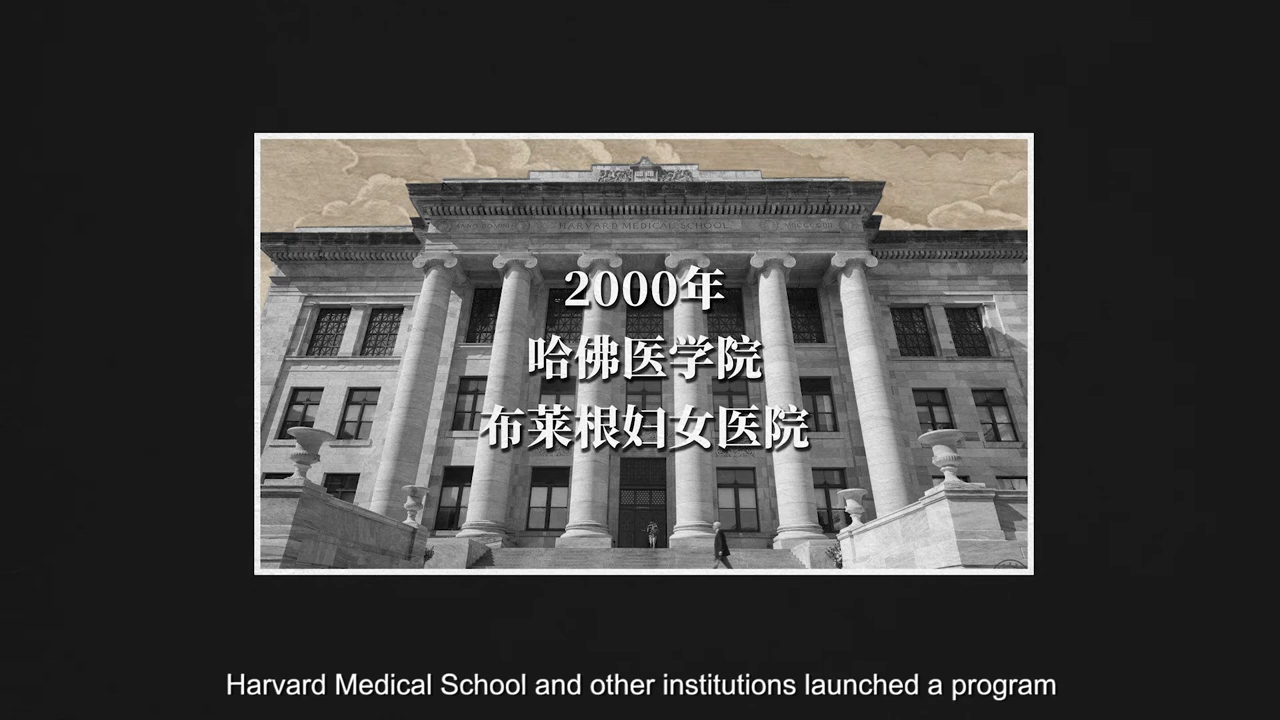 HARVARD MEDICAL SCHOOL
2000年
哈佛医学院
布莱根妇女医院
Harvard Medical School and other institutions launched a program